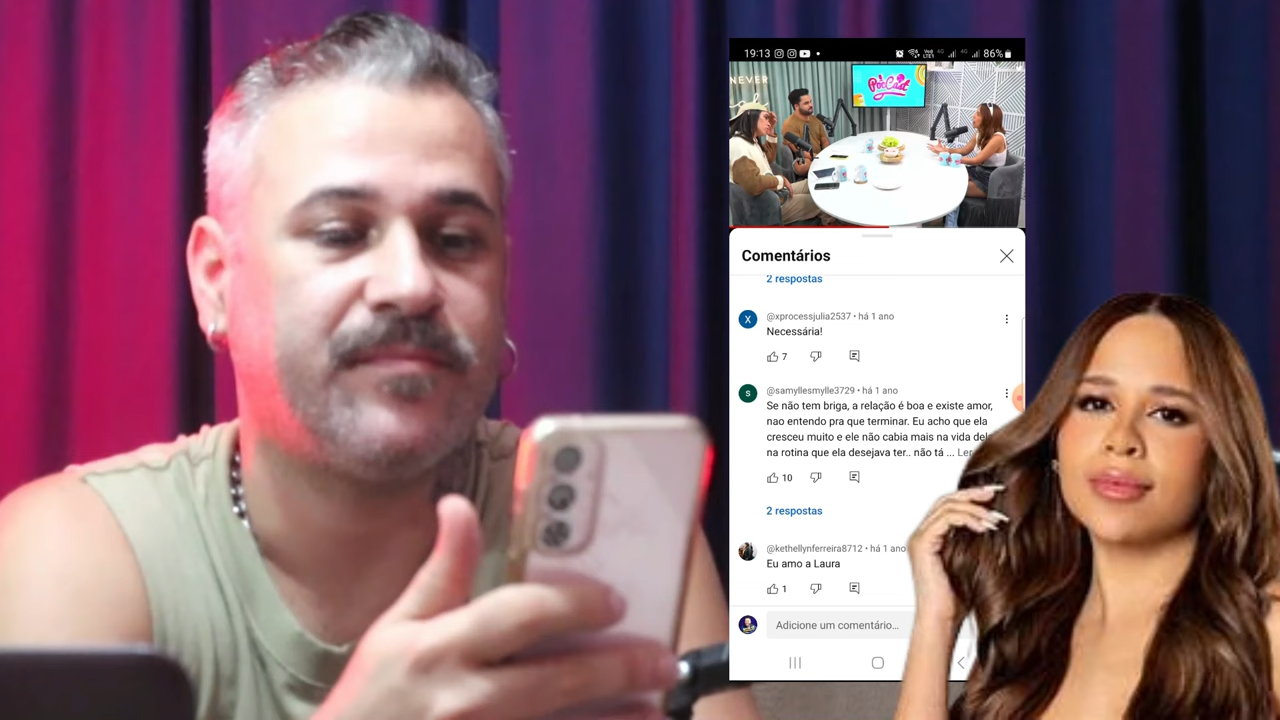 19:13
86%
NEVER
PodCast
Comentários
2 respostas
@xprocessjulia2537 • há 1 ano
Necessária!
7
@samyllesmylle3729 • há 1 ano
Se não tem briga, a relação é boa e existe amor,
nao entendo pra que terminar. Eu acho que ela
cresceu muito e ele não cabia mais na vida dela
na rotina que ela desejava ter.. não tá ... Ler
10
2 respostas
@kethellynferreira8712 • há 1 ano
Eu amo a Laura
1
Adicione um comentário...